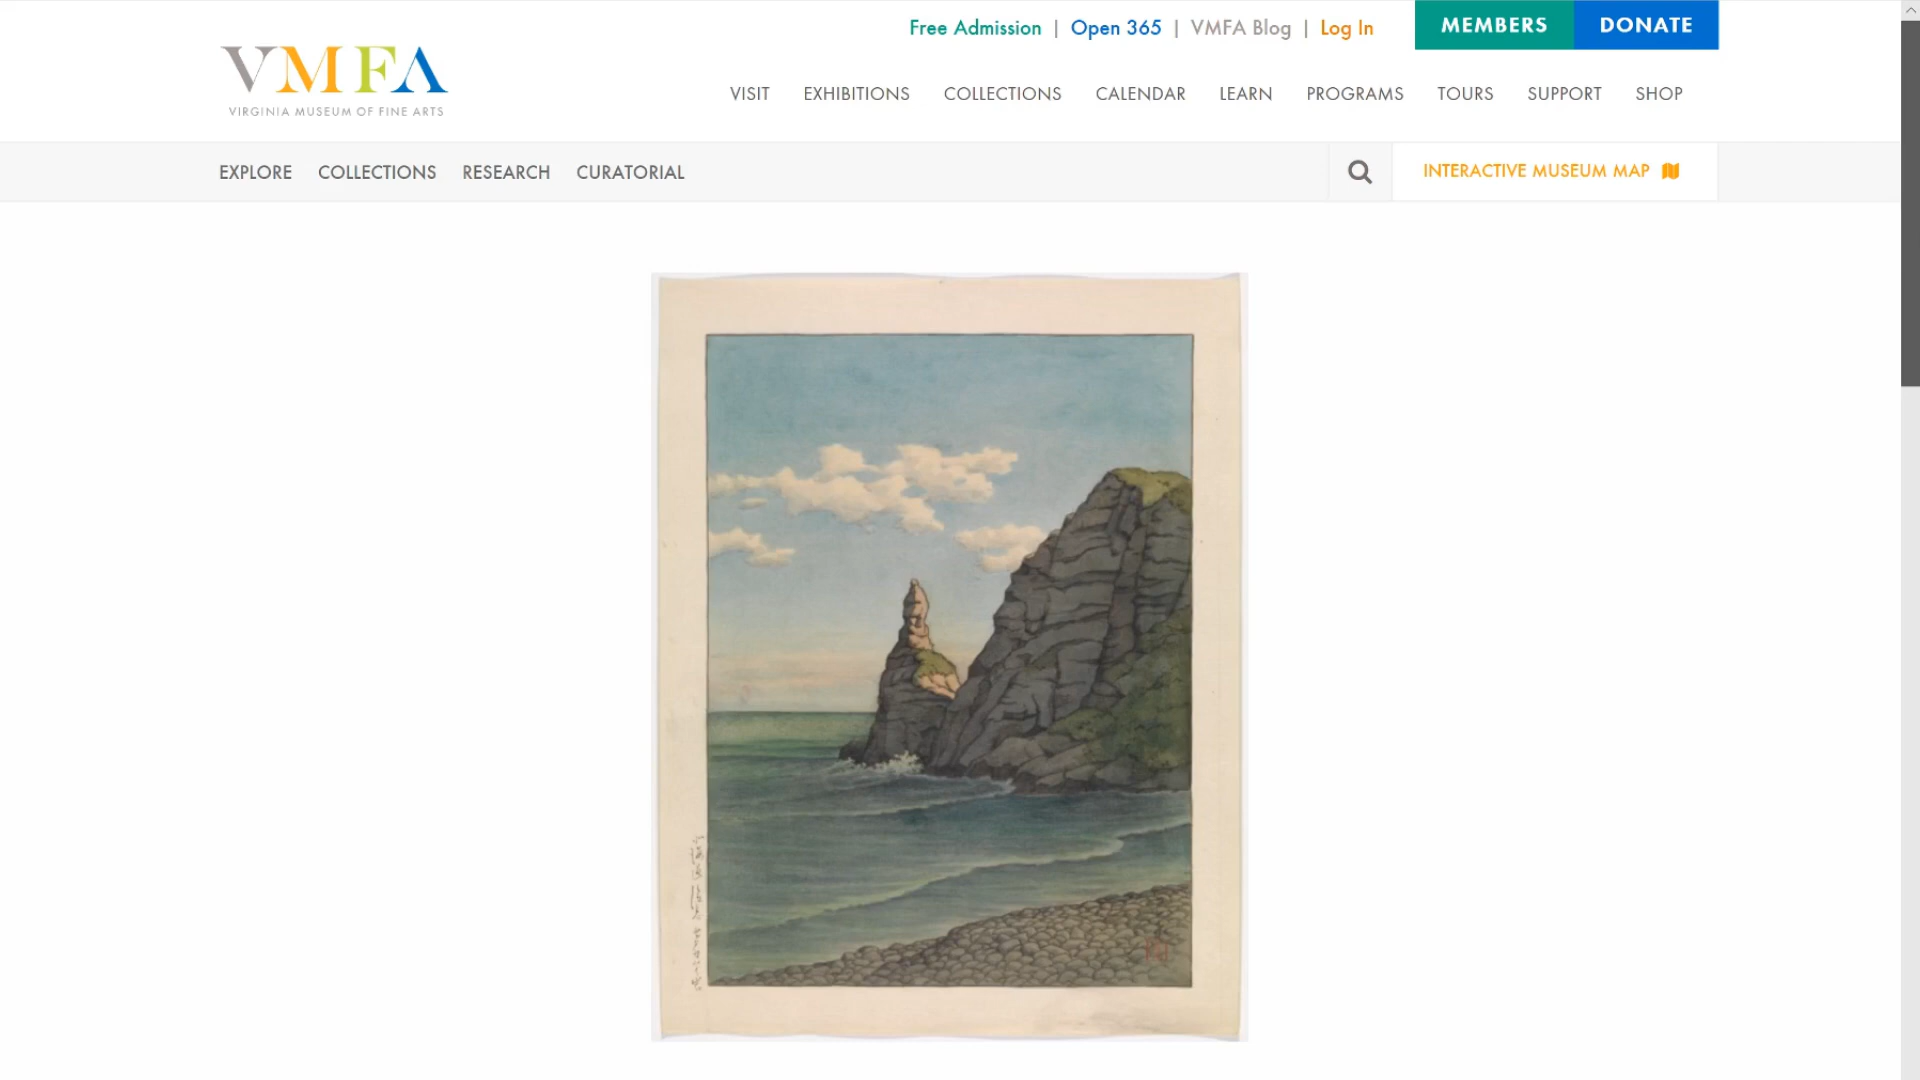 Free Admission | Open 365 | VMFA Blog | Log In
MEMBERS
DONATE
VMFA
VIRGINIA MUSEUM OF FINE ARTS
VISIT
EXHIBITIONS
COLLECTIONS
CALENDAR
LEARN
PROGRAMS
TOURS
SUPPORT
SHOP
EXPLORE
COLLECTIONS
RESEARCH
CURATORIAL
INTERACTIVE MUSEUM MAP